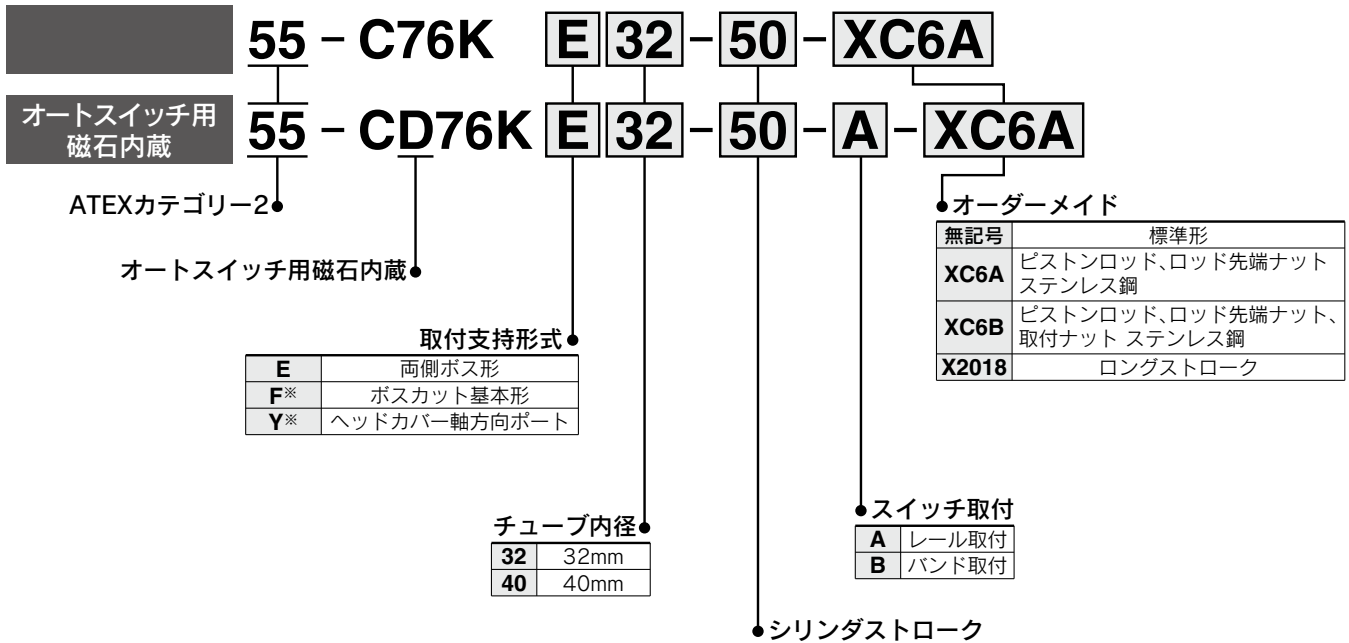 55 - C76K E 32 - 50 - XC6A
オートスイッチ用
磁石内蔵
55 - CD76K E 32 - 50 - A - XC6A
ATEXカテゴリー2
オートスイッチ用磁石内蔵
オーダーメイド
無記号 標準形
XC6A ピストンロッド、ロッド先端ナット
ステンレス鋼
XC6B ピストンロッド、ロッド先端ナット、
取付ナット ステンレス鋼
X2018 ロングストローク
取付支持形式
E 両側ボス形
F※ ボスカット基本形
Y※ ヘッドカバー軸方向ポート
チューブ内径
32 32mm
40 40mm
スイッチ取付
A レール取付
B バンド取付
シリンダストローク